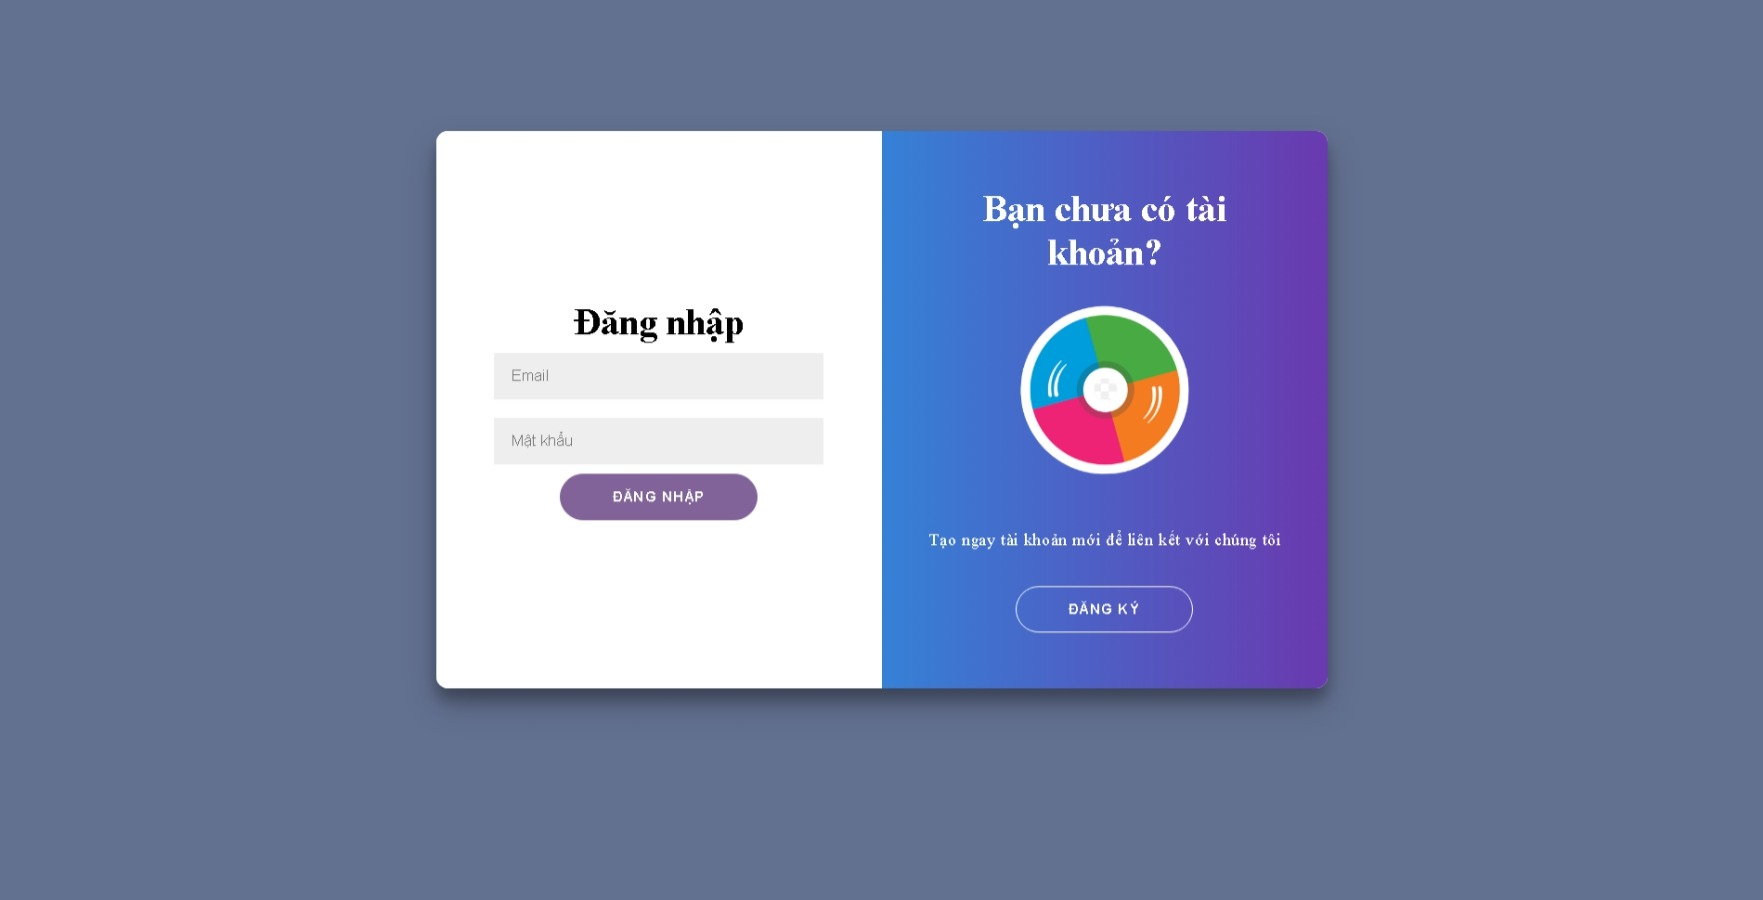 Đăng nhập
Email
Mật khẩu
ĐĂNG NHẬP
Bạn chưa có tài
khoản?
Tạo ngay tài khoản mới để liên kết với chúng tôi
ĐĂNG KÝ